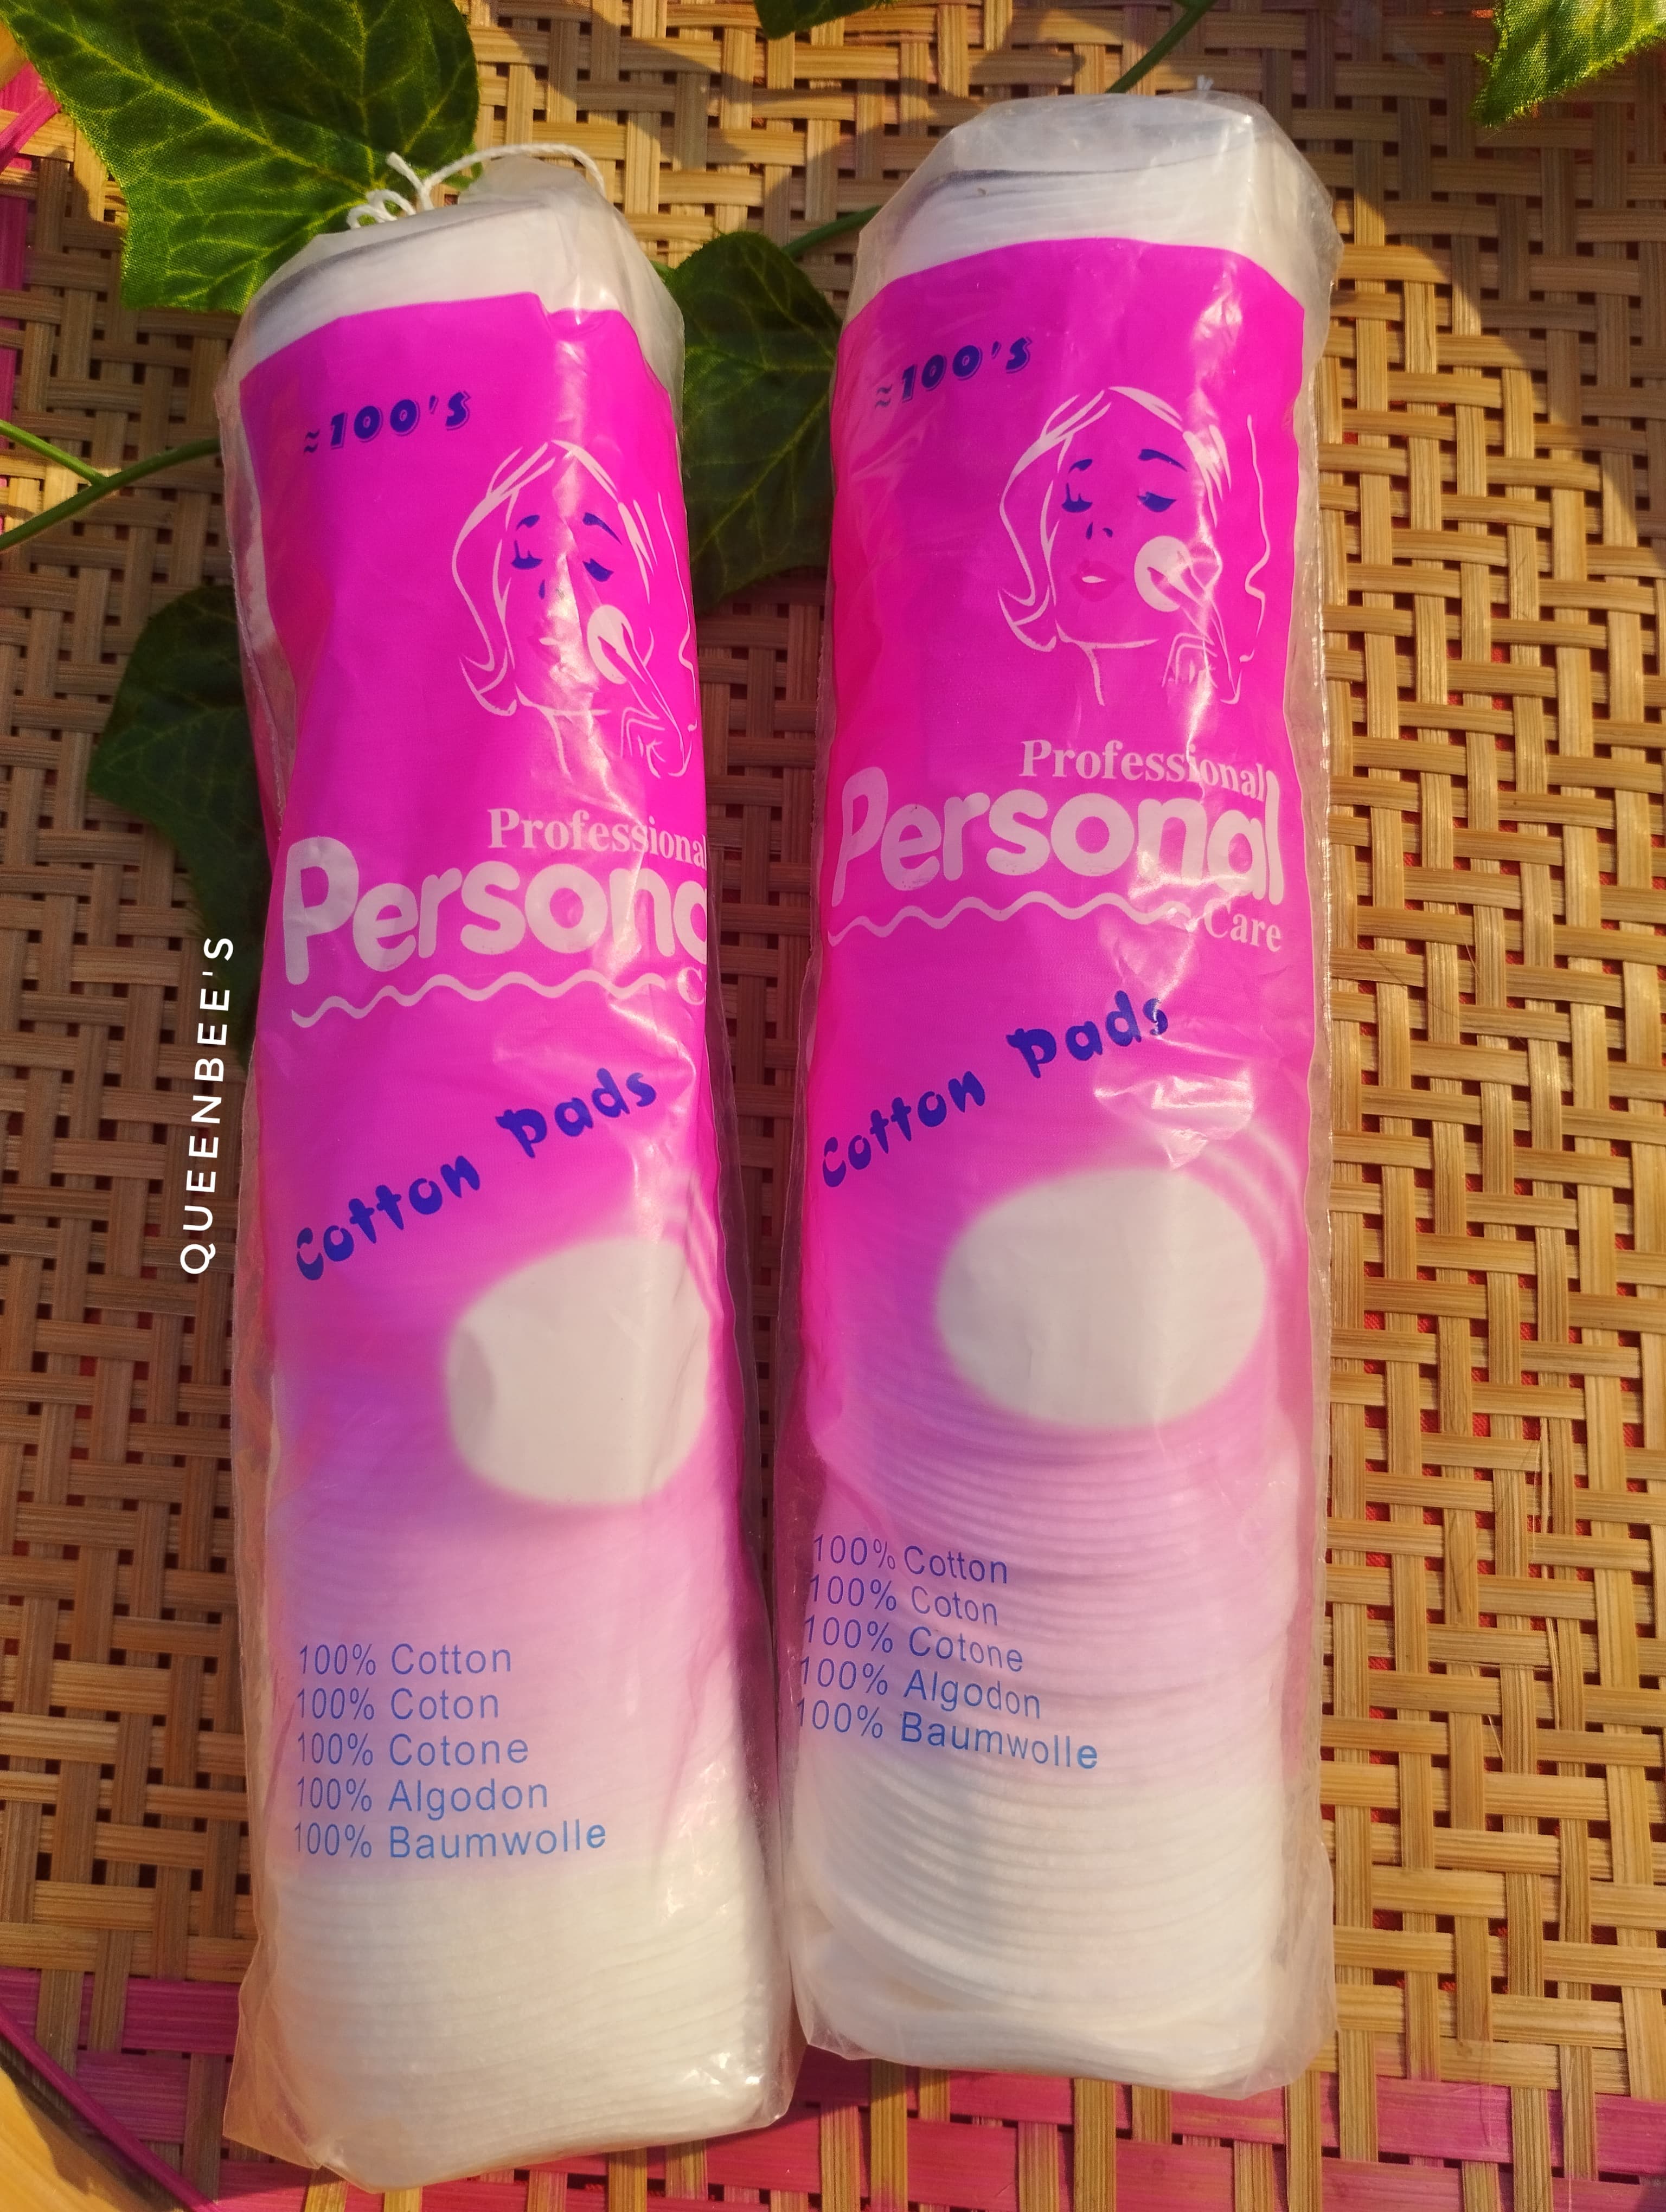 ≈100's
Professional
Persona
C
Cotton Pads
100% Cotton
100% Coton
100% Cotone
100% Algodon
100% Baumwolle
≈100's
Professional
Personal
Care
Cotton Pads
100% Cotton
100% Coton
100% Cotone
100% Algodon
100% Baumwolle
QUEENBEE'S